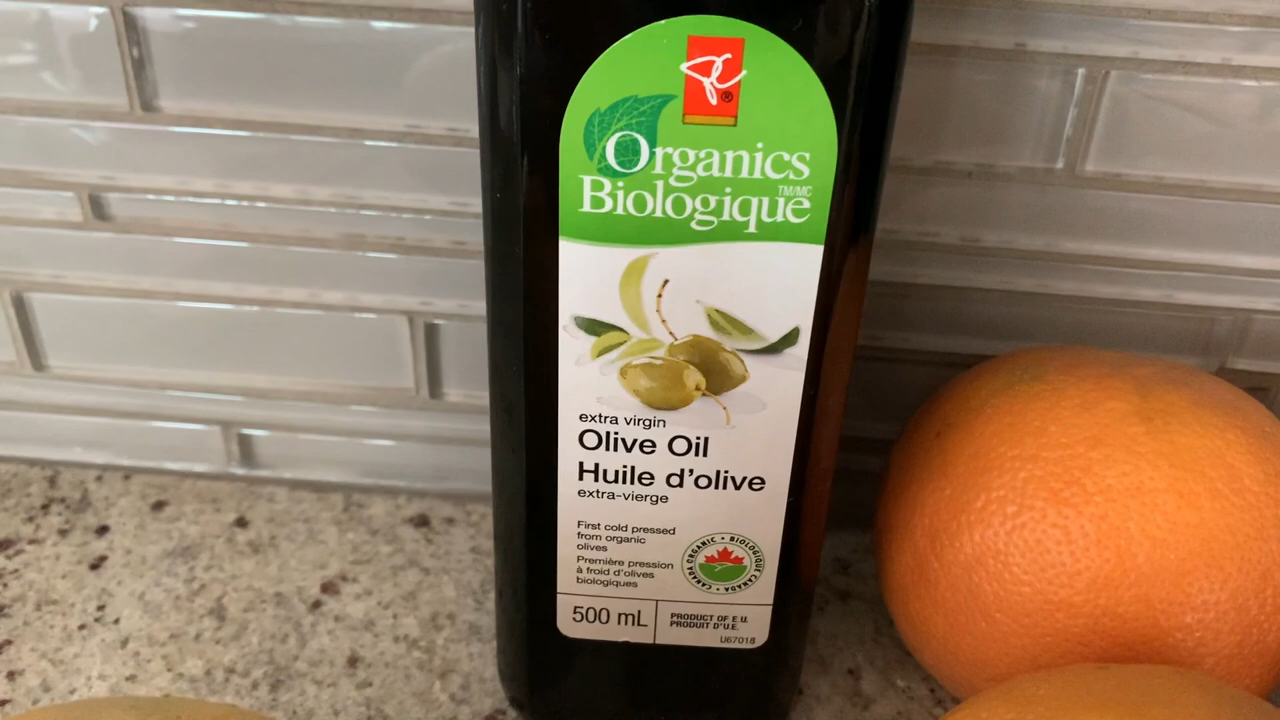 PC®
Organics
Biologique TM/MC
extra virgin
Olive Oil
Huile d'olive
extra-vierge
First cold pressed
from organic
olives
Première pression
à froid d'olives
biologiques
CANADA ORGANIC • BIOLOGIQUE CANADA •
500 mL
PRODUCT OF E.U.
PRODUIT D'U.E.
U67018